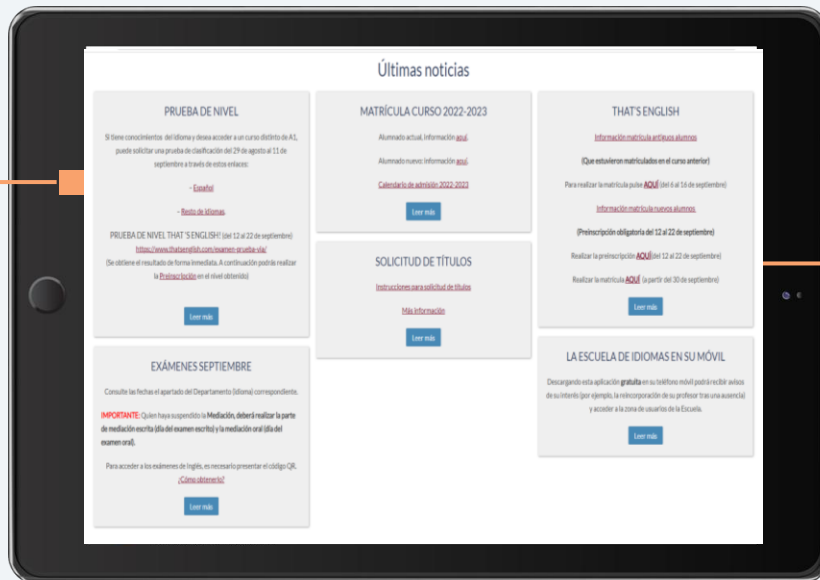 Últimas noticias
PRUEBA DE NIVEL
Si tiene conocimientos del idioma y desea acceder a un curso distinto de A1,
puede solicitar una prueba de clasificación del 29 de agosto al 11 de
septiembre a través de estos enlaces:
– Español
– Resto de idiomas
PRUEBA DE NIVEL THAT´S ENGLISH! (del 12 al 22 de septiembre)
https://www.thatsenglish.com/examen-prueba-via/
(Se obtiene el resultado de forma inmediata. A continuación podrás realizar
la Preinscripción en el nivel obtenido)
Leer más
EXÁMENES SEPTIEMBRE
Consulte las fechas el apartado del Departamento (idioma) correspondiente.
IMPORTANTE: Quien haya suspendido la Mediación, deberá realizar la parte
de mediación escrita (día del examen escrito) y la mediación oral (día del
examen oral).
Para acceder a los exámenes de Inglés, es necesario presentar el código QR.
¿Cómo obtenerlo?
Leer más
MATRÍCULA CURSO 2022-2023
Alumnado actual, información aquí.
Alumnado nuevo: información aquí.
Calendario de admisión 2022-2023
Leer más
SOLICITUD DE TÍTULOS
Instrucciones para solicitud de títulos
Más información
Leer más
THAT'S ENGLISH
Información matrícula antiguos alumnos
(Que estuvieron matriculados en el curso anterior)
Para realizar la matrícula pulse AQUÍ (del 6 al 16 de septiembre)
Información matrícula nuevos alumnos
(Preinscripción obligatoria del 12 al 22 de septiembre)
Realizar la preinscripción AQUÍ (del 12 al 22 de septiembre)
Realizar la matrícula AQUÍ (a partir del 30 de septiembre)
Leer más
LA ESCUELA DE IDIOMAS EN SU MÓVIL
Descargando esta aplicación gratuita en su teléfono móvil podrá recibir avisos
de su interés (por ejemplo, la reincorporación de su profesor tras una ausencia)
y acceder a la zona de usuarios de la Escuela.
Leer más